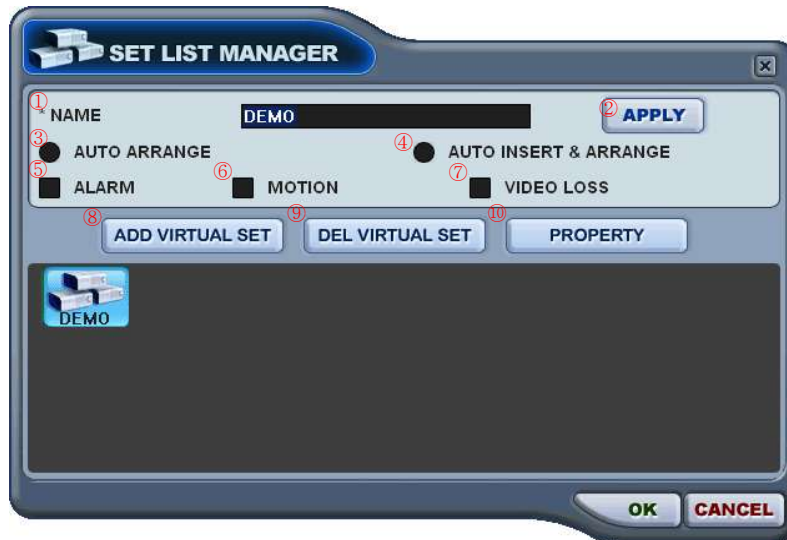 SET LIST MANAGER
①
* NAME DEMO ② APPLY
③ AUTO ARRANGE ④ AUTO INSERT & ARRANGE
⑤ ALARM ⑥ MOTION ⑦ VIDEO LOSS
⑧ ADD VIRTUAL SET ⑨ DEL VIRTUAL SET ⑩ PROPERTY
DEMO
OK CANCEL